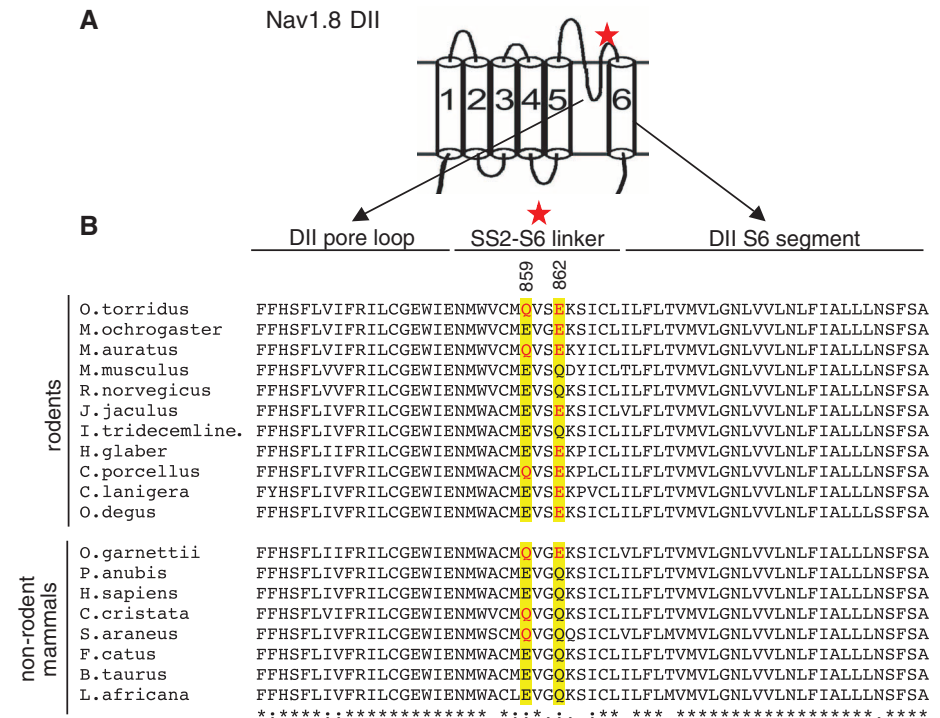 A
Nav1.8 DII
1 2 3 4 5 6
B
DII pore loop SS2-S6 linker DII S6 segment
859 862
rodents
O.torridus FFHSFLVIFRILCGEWIENMWVCMQVSEKSICLILFLTVMVLGNLVVLNLFIALLLNSFSA
M.ochrogaster FFHSFLVIFRILCGEWIENMWVCMEVGEKSICLILFLTVMVLGNLVVLNLFIALLLNSFSA
M.auratus FFHSFLVIFRILCGEWIENMWVCMQVSEKYICLILFLTVMVLGNLVVLNLFIALLLNSFSA
M.musculus FFHSFLVVFRILCGEWIENMWVCMEVSQDYICLTLFLTVMVLGNLVVLNLFIALLLNSFSA
R.norvegicus FFHSFLVVFRILCGEWIENMWVCMEVSQKSICLILFLTVMVLGNLVVLNLFIALLLNSFSA
J.jaculus FFHSFLIVFRILCGEWIENMWACMEVSEKSICLVLFLTVMVLGNLVVLNLFIALLLNSFSA
I.tridecemline. FFHSFLIVFRILCGEWIENMWACMEVSQKSICLILFLTVMVLGNLVVLNLFIALLLNSFSA
H.glaber FFHSFLIIFRILCGEWIENMWACMEVSEKPICLILFLTVMVLGNLVVLNLFIALLLNSFSA
C.porcellus FFHSFLIVFRILCGEWIENMWACMQVSEKPLCLILFLTVMVLGNLVVLNLFIALLLNSFSA
C.lanigera FYHSFLIVFRILCGEWIENMWACMEVSEKPVCLILFLTVMVLGNLVVLNLFIALLLNSFSA
O.degus FFHSFLIVFRILCGEWIENMWACMEVSEKSICLILFLTVMVLGNLVVLNLFIALLLSSFSA
non-rodent
mammals
O.garnettii FFHSFLIIFRILCGEWIENMWACMQVGEKSICLVLFLTVMVLGNLVVLNLFIALLLNSFSA
P.anubis FFHSFLIVFRILCGEWIENMWACMEVGQKSICLILFLTVMVLGNLVVLNLFIALLLNSFSA
H.sapiens FFHSFLIVFRILCGEWIENMWACMEVGQKSICLILFLTVMVLGNLVVLNLFIALLLNSFSA
C.cristata FFHSFLVIFRILCGEWIENMWACMQVGQKSICLILFLTVMVLGNLVVLNLFIALLLNSFSA
S.araneus FFHSFLIVFRILCGEWIENMWSCMQVGQQSICLVLFLMVMVLGNLVVLNLFIALLLNSFSA
F.catus FFHSFLIVFRILCGEWIENMWACMEVGQKSICLILFLTVMVLGNLVVLNLFIALLLNSFSA
B.taurus FFHSFLIVFRILCGEWIENMWACMEVGQKSICLILFLTVMVLGNLVVLNLFIALLLNSFSA
L.africana FFHSFLIVFRILCGEWIENMWACLEVGQKSICLILFLMVMVLGNLVVLNLFIALLLNSFSA